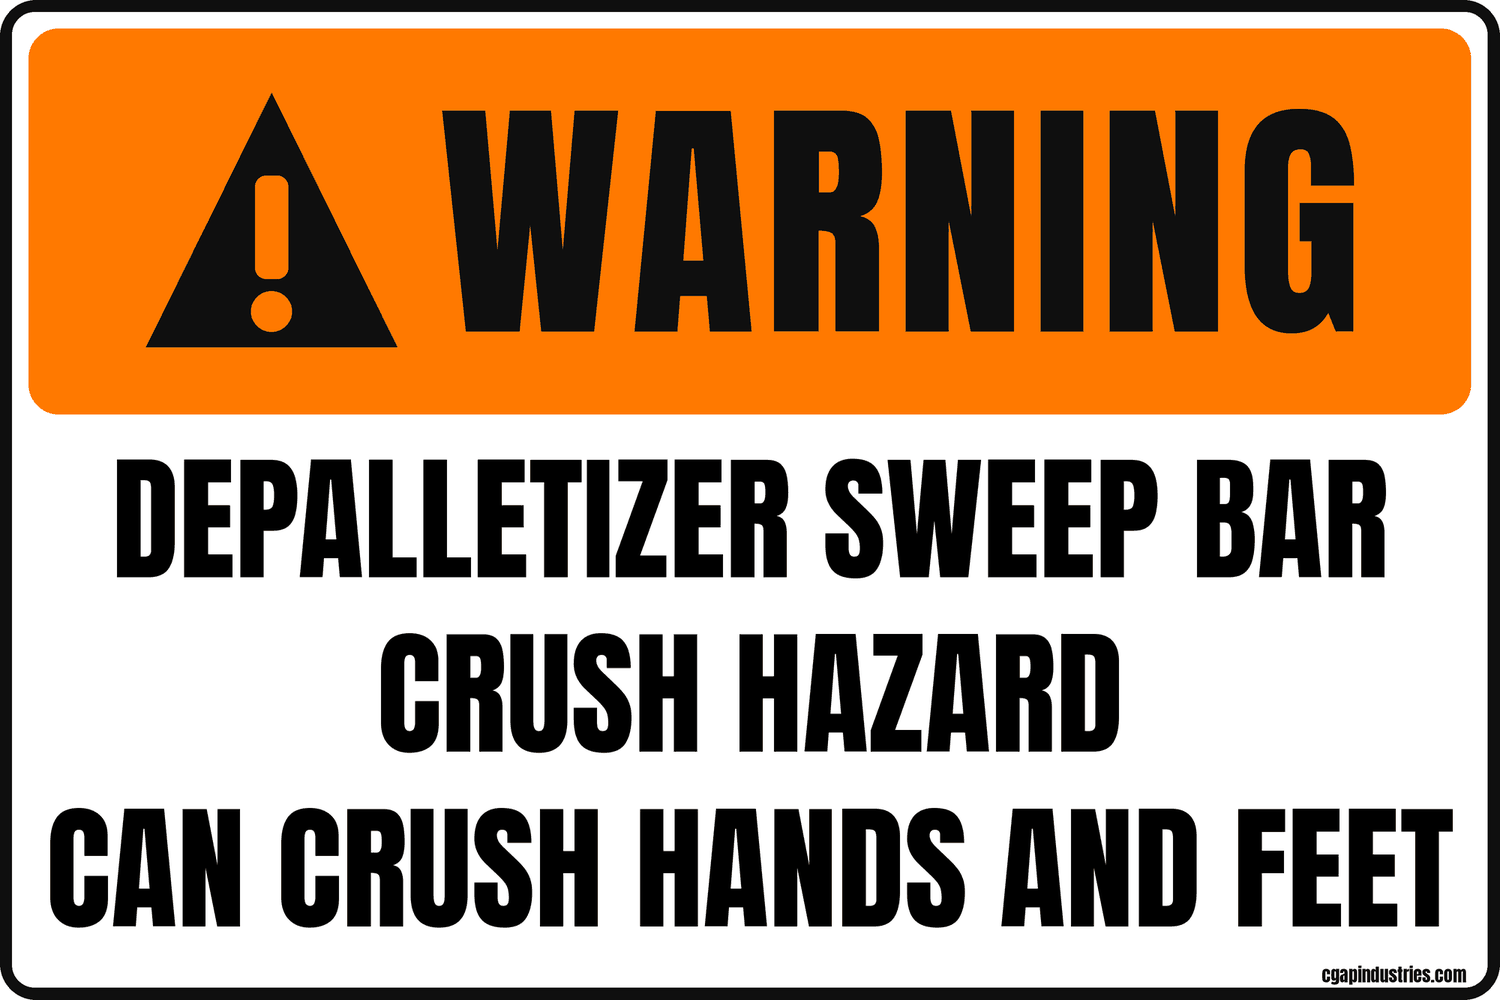 WARNING
DEPALLETIZER SWEEP BAR
CRUSH HAZARD
CAN CRUSH HANDS AND FEET
cgapindustries.com